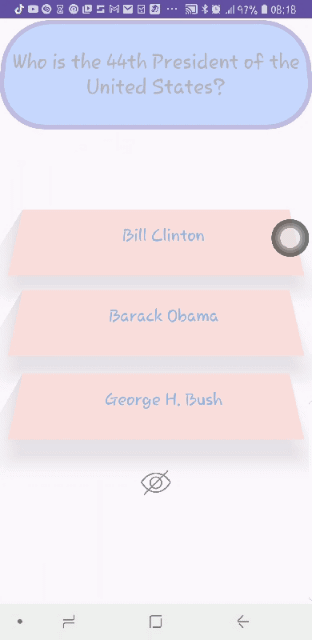 97% 08:18
Who is the 44th President of the
United States?
Bill Clinton
Barack Obama
George H. Bush